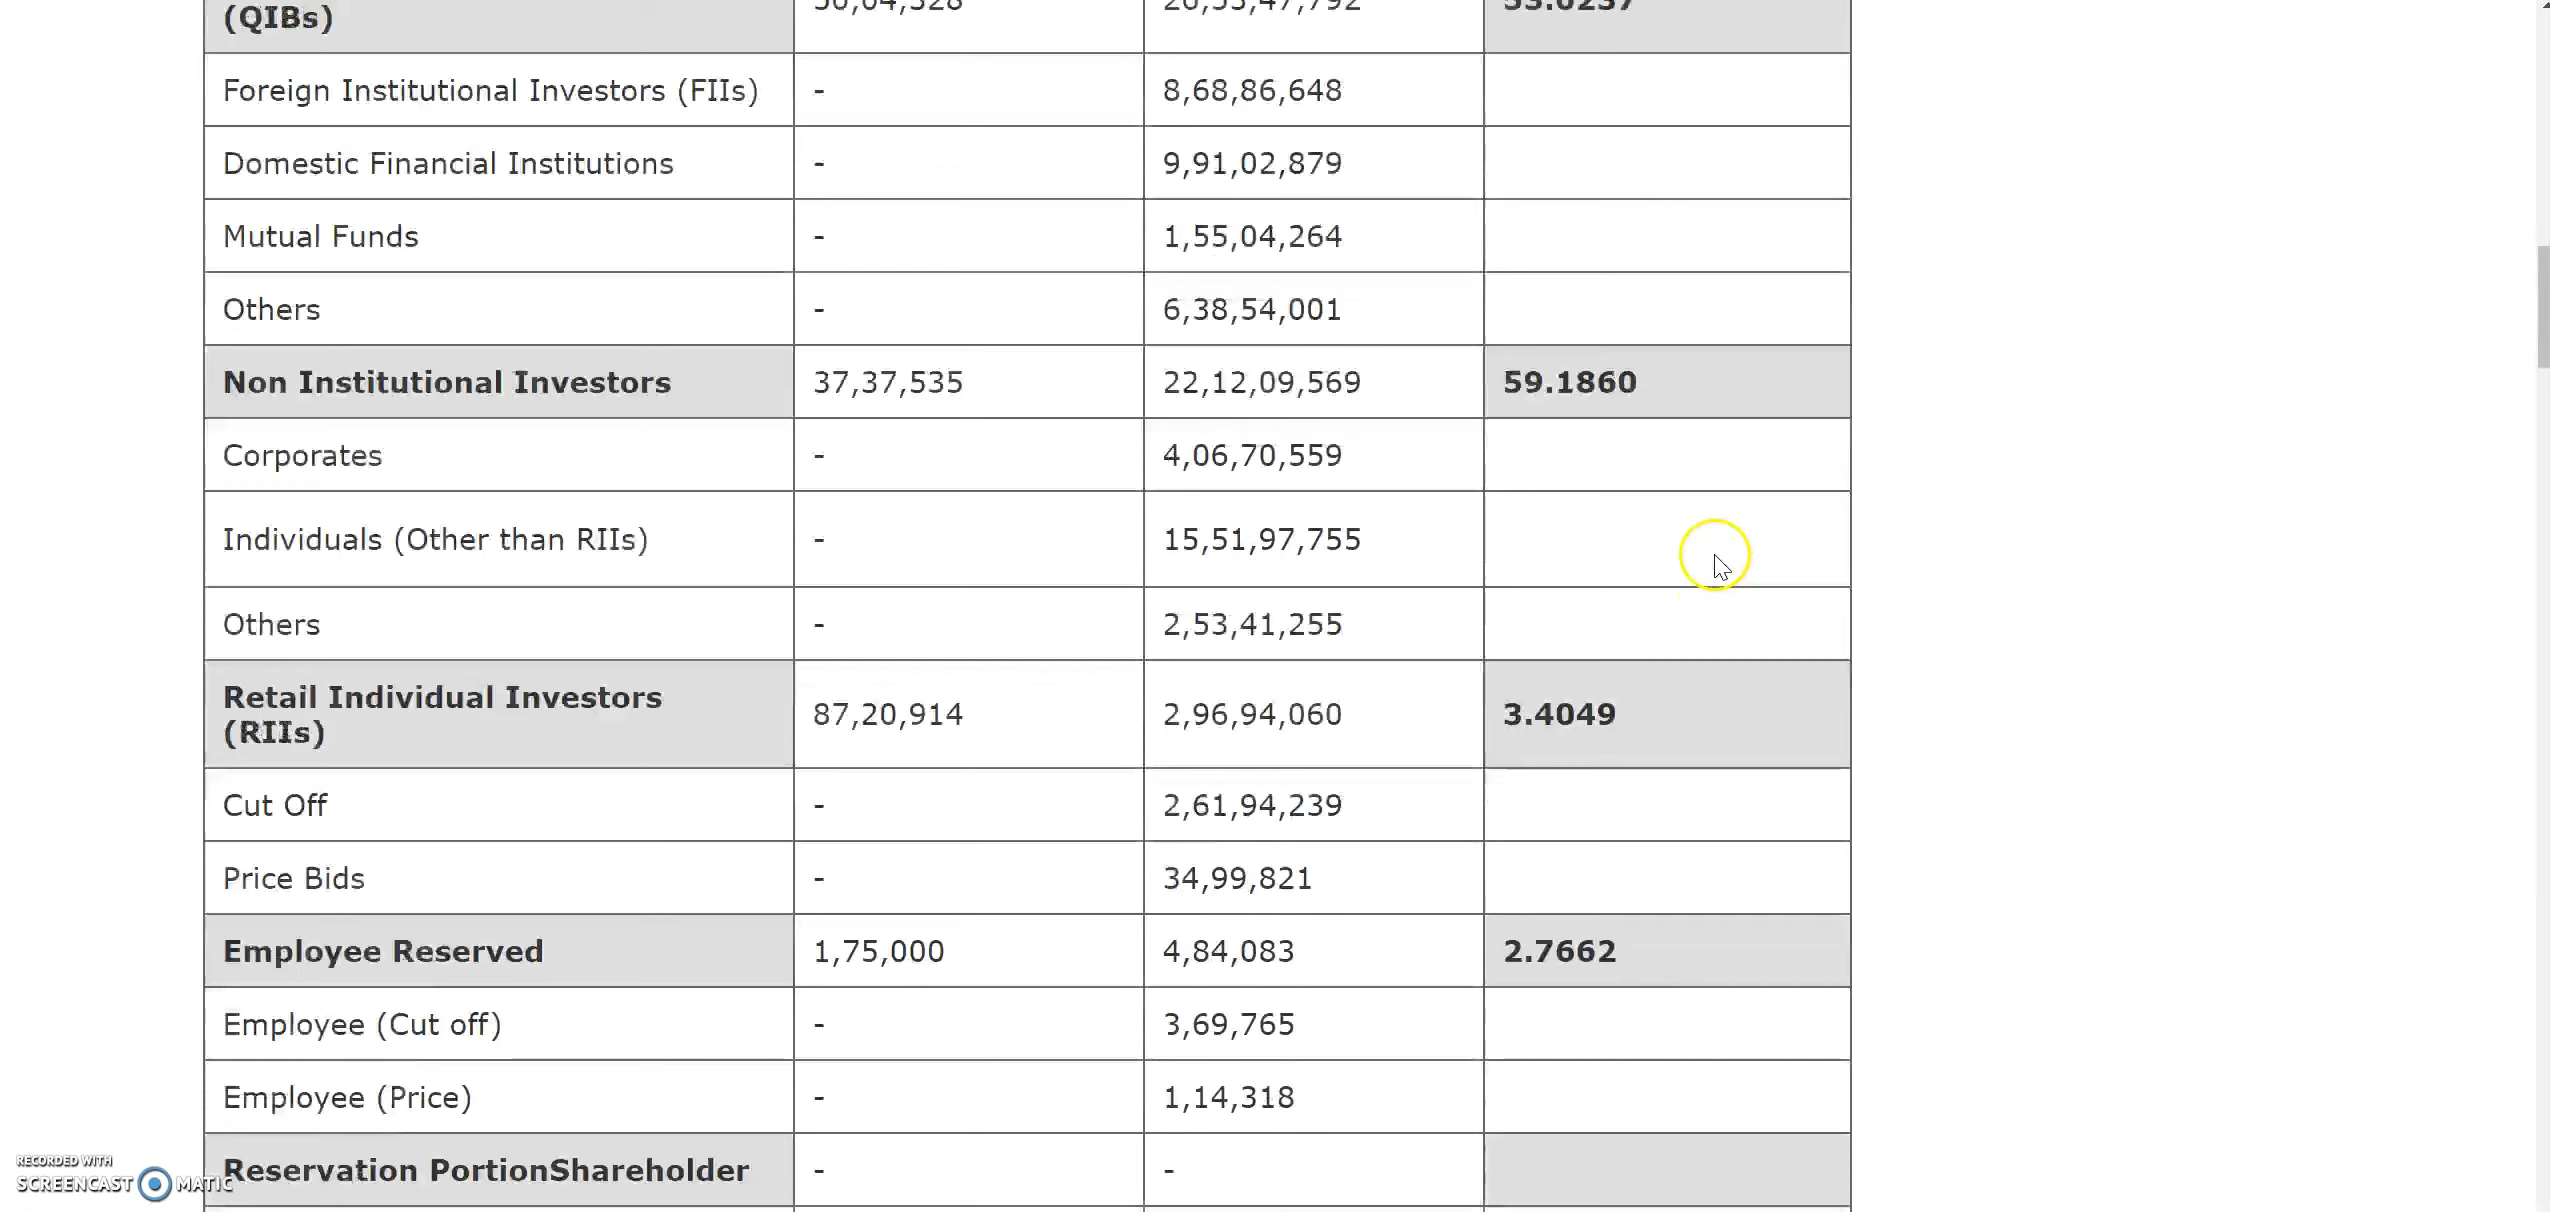 (QIBs)
Foreign Institutional Investors (FIIs) - 8,68,86,648
Domestic Financial Institutions - 9,91,02,879
Mutual Funds - 1,55,04,264
Others - 6,38,54,001
Non Institutional Investors 37,37,535 22,12,09,569 59.1860
Corporates - 4,06,70,559
Individuals (Other than RIIs) - 15,51,97,755
Others - 2,53,41,255
Retail Individual Investors
(RIIs) 87,20,914 2,96,94,060 3.4049
Cut Off - 2,61,94,239
Price Bids - 34,99,821
Employee Reserved 1,75,000 4,84,083 2.7662
Employee (Cut off) - 3,69,765
Employee (Price) - 1,14,318
Reservation PortionShareholder - -
RECORDED WITH
SCREENCAST MATIC